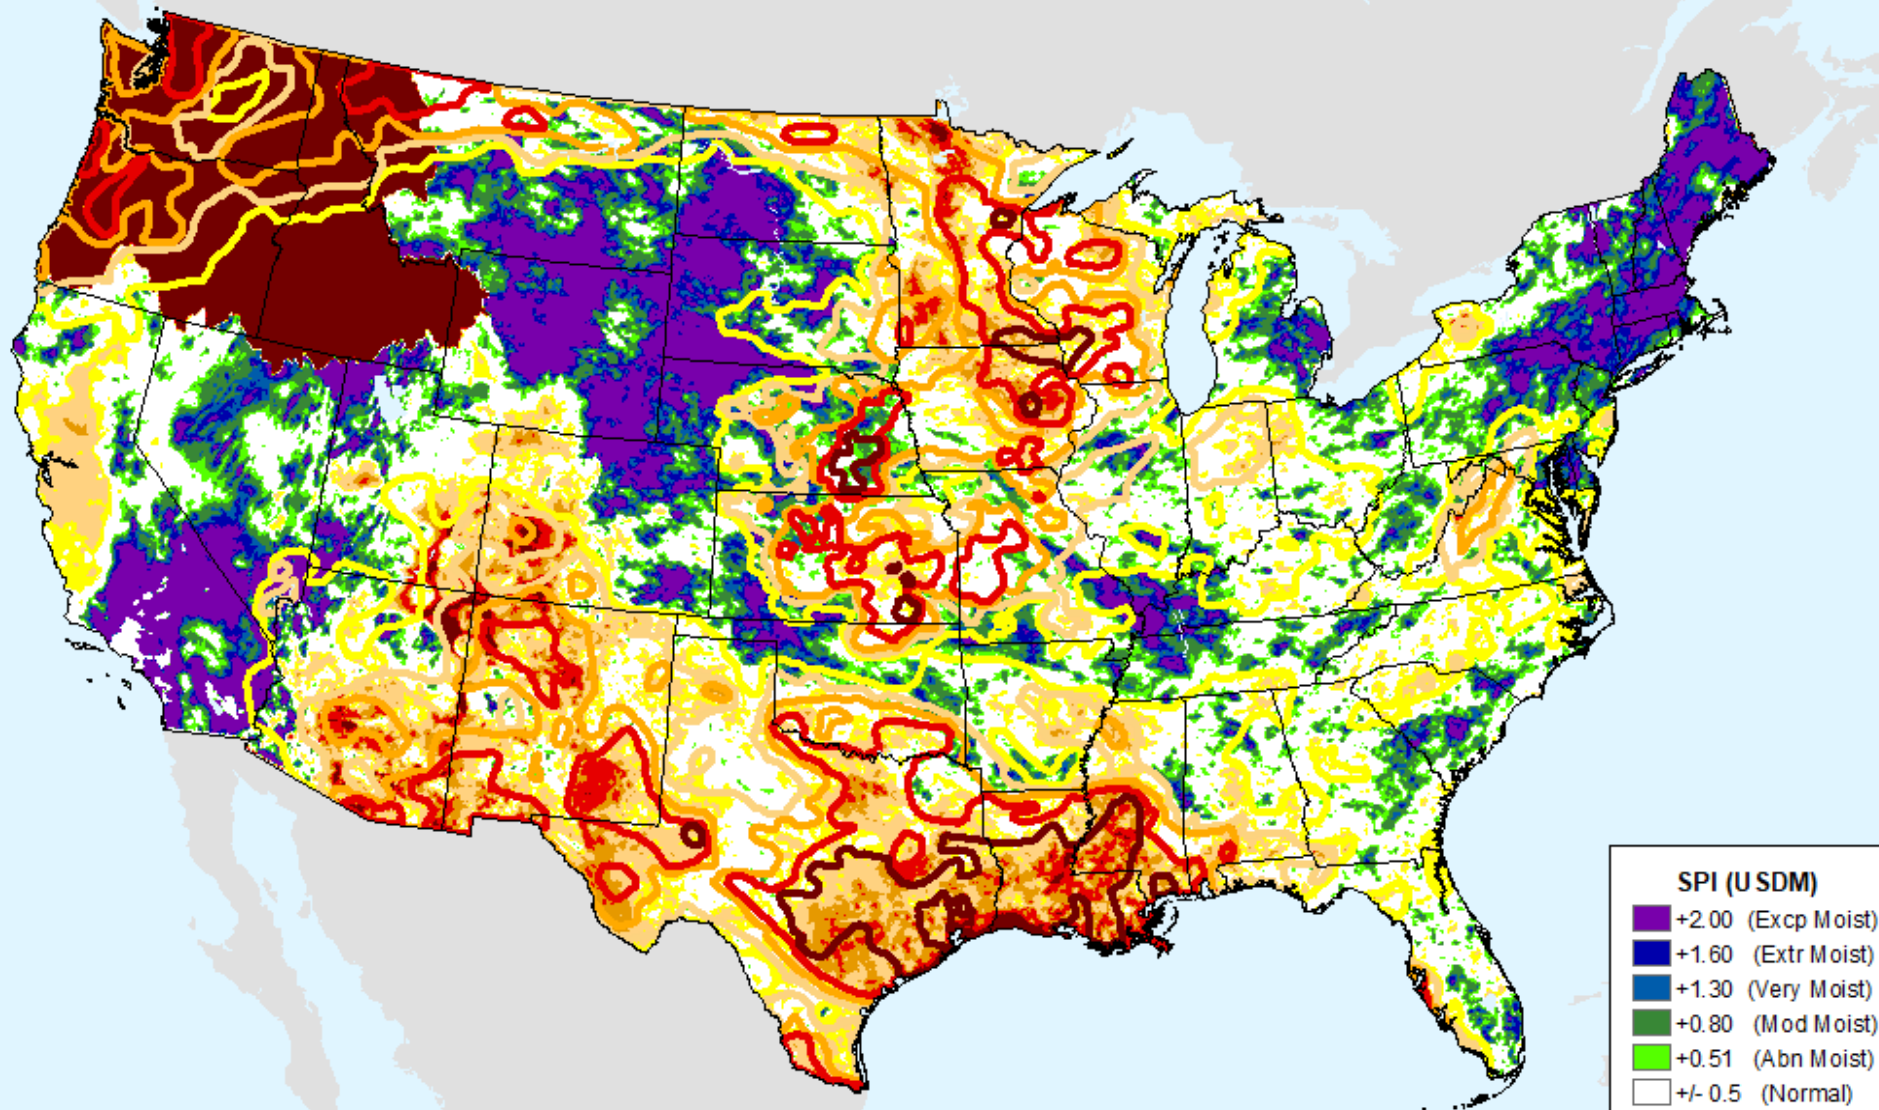 SPI (USDM)
+2.00 (Excp Moist)
+1.60 (Extr Moist)
+1.30 (Very Moist)
+0.80 (Mod Moist)
+0.51 (Abn Moist)
+/- 0.5 (Normal)